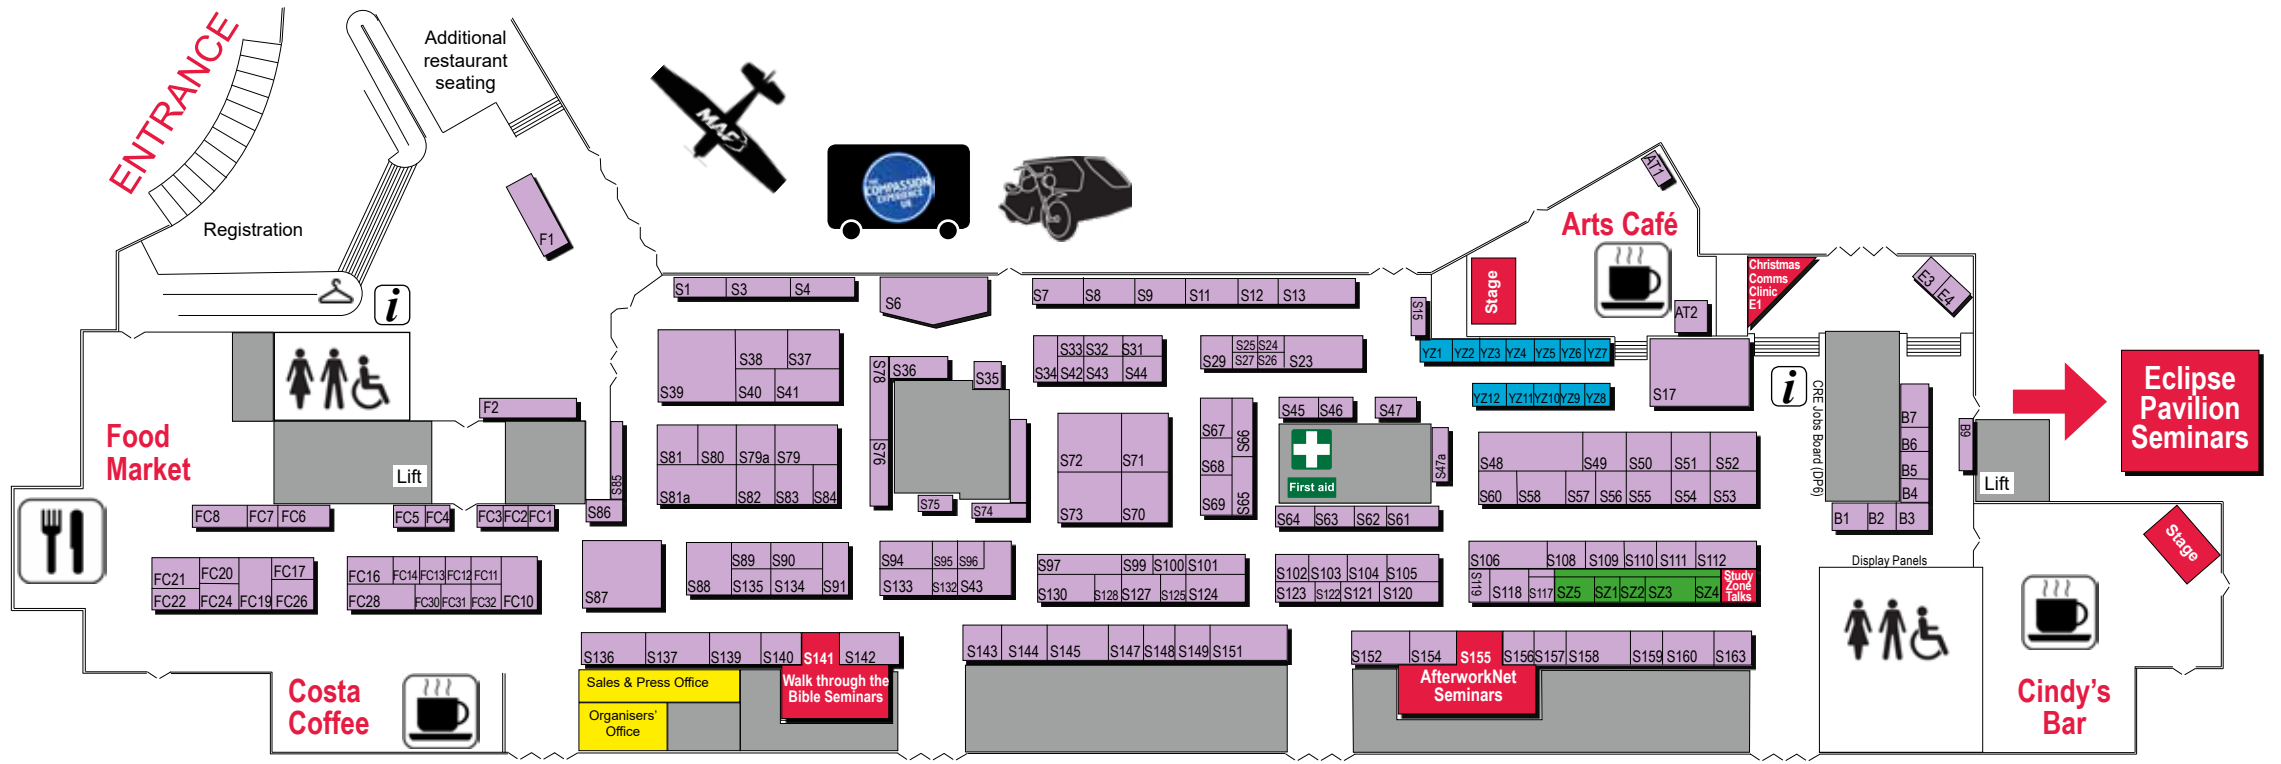 ENTRANCE
Additional
restaurant
seating
Registration
F1
MAF
THE
COMPASSION
EXPERIENCE
UK
Arts Café
AT1
Stage
AT2
Christmas
Comms
Clinic
E1
E3
E4
S1 S3 S4
S6
S7 S8 S9 S11 S12 S13
S15
YZ1 YZ2 YZ3 YZ4 YZ5 YZ6 YZ7
YZ12 YZ11 YZ10 YZ9 YZ8
S17
S39 S38 S37
S40 S41
S78 S36 S35
S76
S75 S74
S33 S32 S31
S34 S42 S43 S44
S29 S25 S24 S23
S27 S26
Eclipse
Pavilion
Seminars
CRE Jobs Board (DP6)
B7
B6
B5
B4
B1 B2 B3
B9
Lift
Food
Market
Lift
F2
S85
S86
S81 S80 S79a S79
S81a S82 S83 S84
S72 S71
S73 S70
S67 S66
S68
S69 S65
S45 S46 S47
First aid
S47a
S64 S63 S62 S61
S48 S49 S50 S51 S52
S60 S58 S57 S56 S55 S54 S53
FC8 FC7 FC6
FC5 FC4
FC3 FC2 FC1
FC21 FC20 FC17
FC22 FC24 FC19 FC26
FC16 FC14 FC13 FC12 FC11
FC28 FC30 FC31 FC32 FC10
S87
S89 S90
S88 S135 S134 S91
S94 S95 S96
S133 S132 S43
S97 S99 S100 S101
S130 S128 S127 S125 S124
S102 S103 S104 S105
S123 S122 S121 S120
S106 S108 S109 S110 S111 S112
S119 S118 S117 SZ5 SZ1 SZ2 SZ3 SZ4
Study
Zone
Talks
Display Panels
Stage
S136 S137 S139 S140 S141 S142
Walk through the
Bible Seminars
Sales & Press Office
Organisers'
Office
S143 S144 S145 S147 S148 S149 S151
S152 S154 S155 S156 S157 S158 S159 S160 S163
AfterworkNet
Seminars
Costa
Coffee
Cindy's
Bar